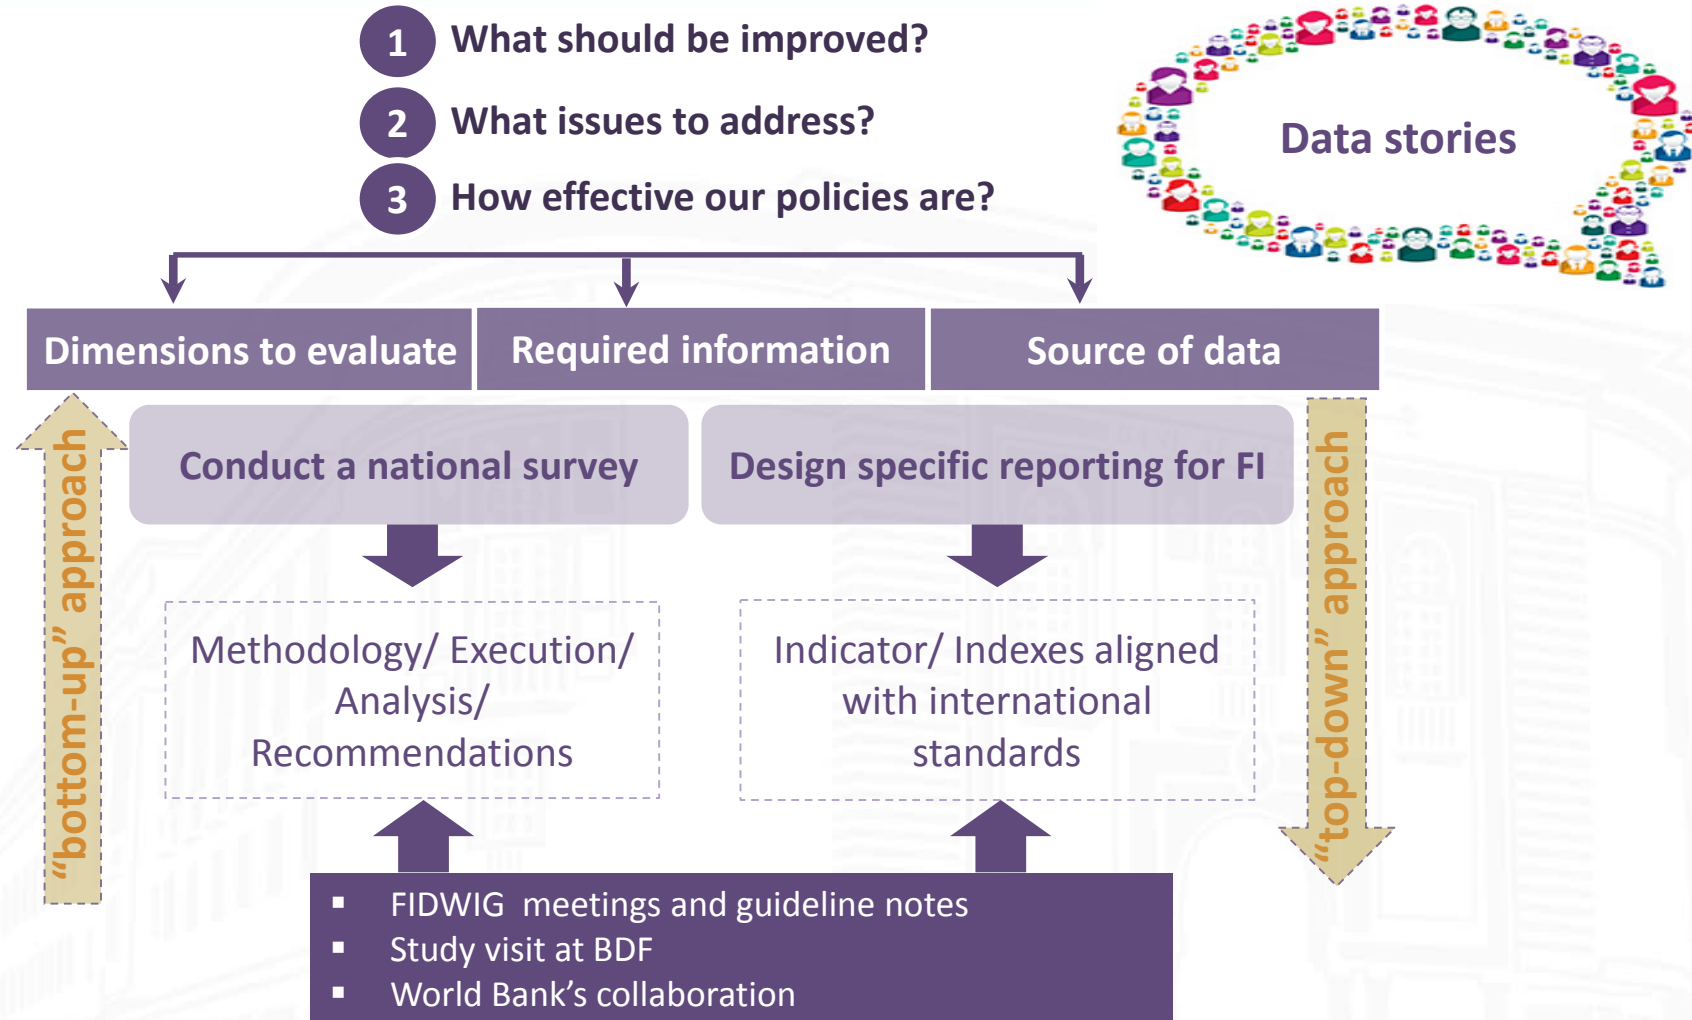 1 What should be improved?
2 What issues to address?
3 How effective our policies are?
Data stories
Dimensions to evaluate
Required information
Source of data
"bottom-up" approach
Conduct a national survey
Design specific reporting for FI
"top-down" approach
Methodology/ Execution/
Analysis/
Recommendations
Indicator/ Indexes aligned
with international
standards
▪ FIDWIG meetings and guideline notes
▪ Study visit at BDF
▪ World Bank's collaboration